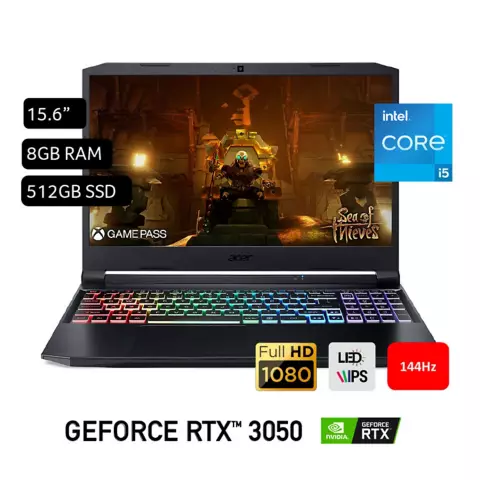 15.6”
8GB RAM
512GB SSD
intel
CORE
i5
Sea of
Thieves
XBOX GAME PASS
acer
Full HD
1080
LED
IPS
144Hz
GEFORCE RTX™ 3050
NVIDIA.
GEFORCE
RTX